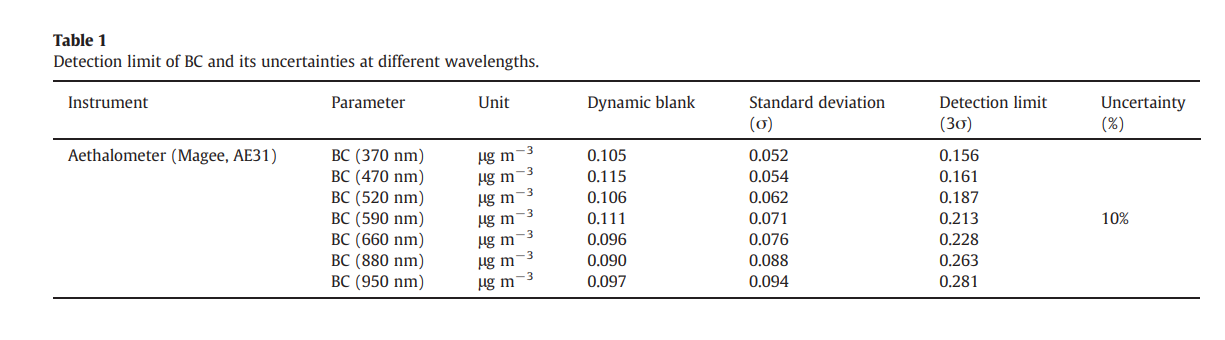 Table 1
Detection limit of BC and its uncertainties at different wavelengths.
Instrument Parameter Unit Dynamic blank Standard deviation (σ) Detection limit (3σ) Uncertainty (%)
Aethalometer (Magee, AE31) BC (370 nm) μg m⁻³ 0.105 0.052 0.156
BC (470 nm) μg m⁻³ 0.115 0.054 0.161
BC (520 nm) μg m⁻³ 0.106 0.062 0.187
BC (590 nm) μg m⁻³ 0.111 0.071 0.213 10%
BC (660 nm) μg m⁻³ 0.096 0.076 0.228
BC (880 nm) μg m⁻³ 0.090 0.088 0.263
BC (950 nm) μg m⁻³ 0.097 0.094 0.281